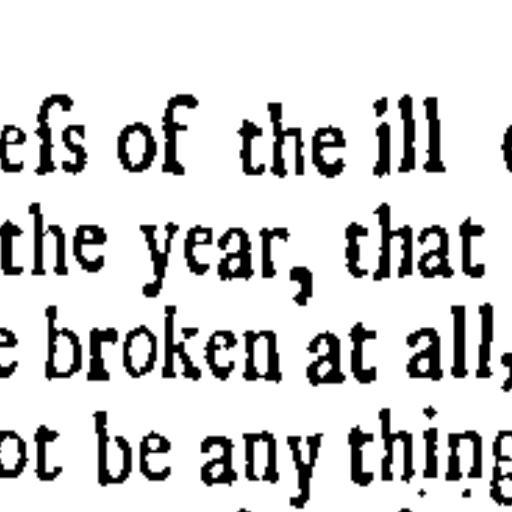 eſs of the ill
the year, that
e broken at all,
ot be any thing